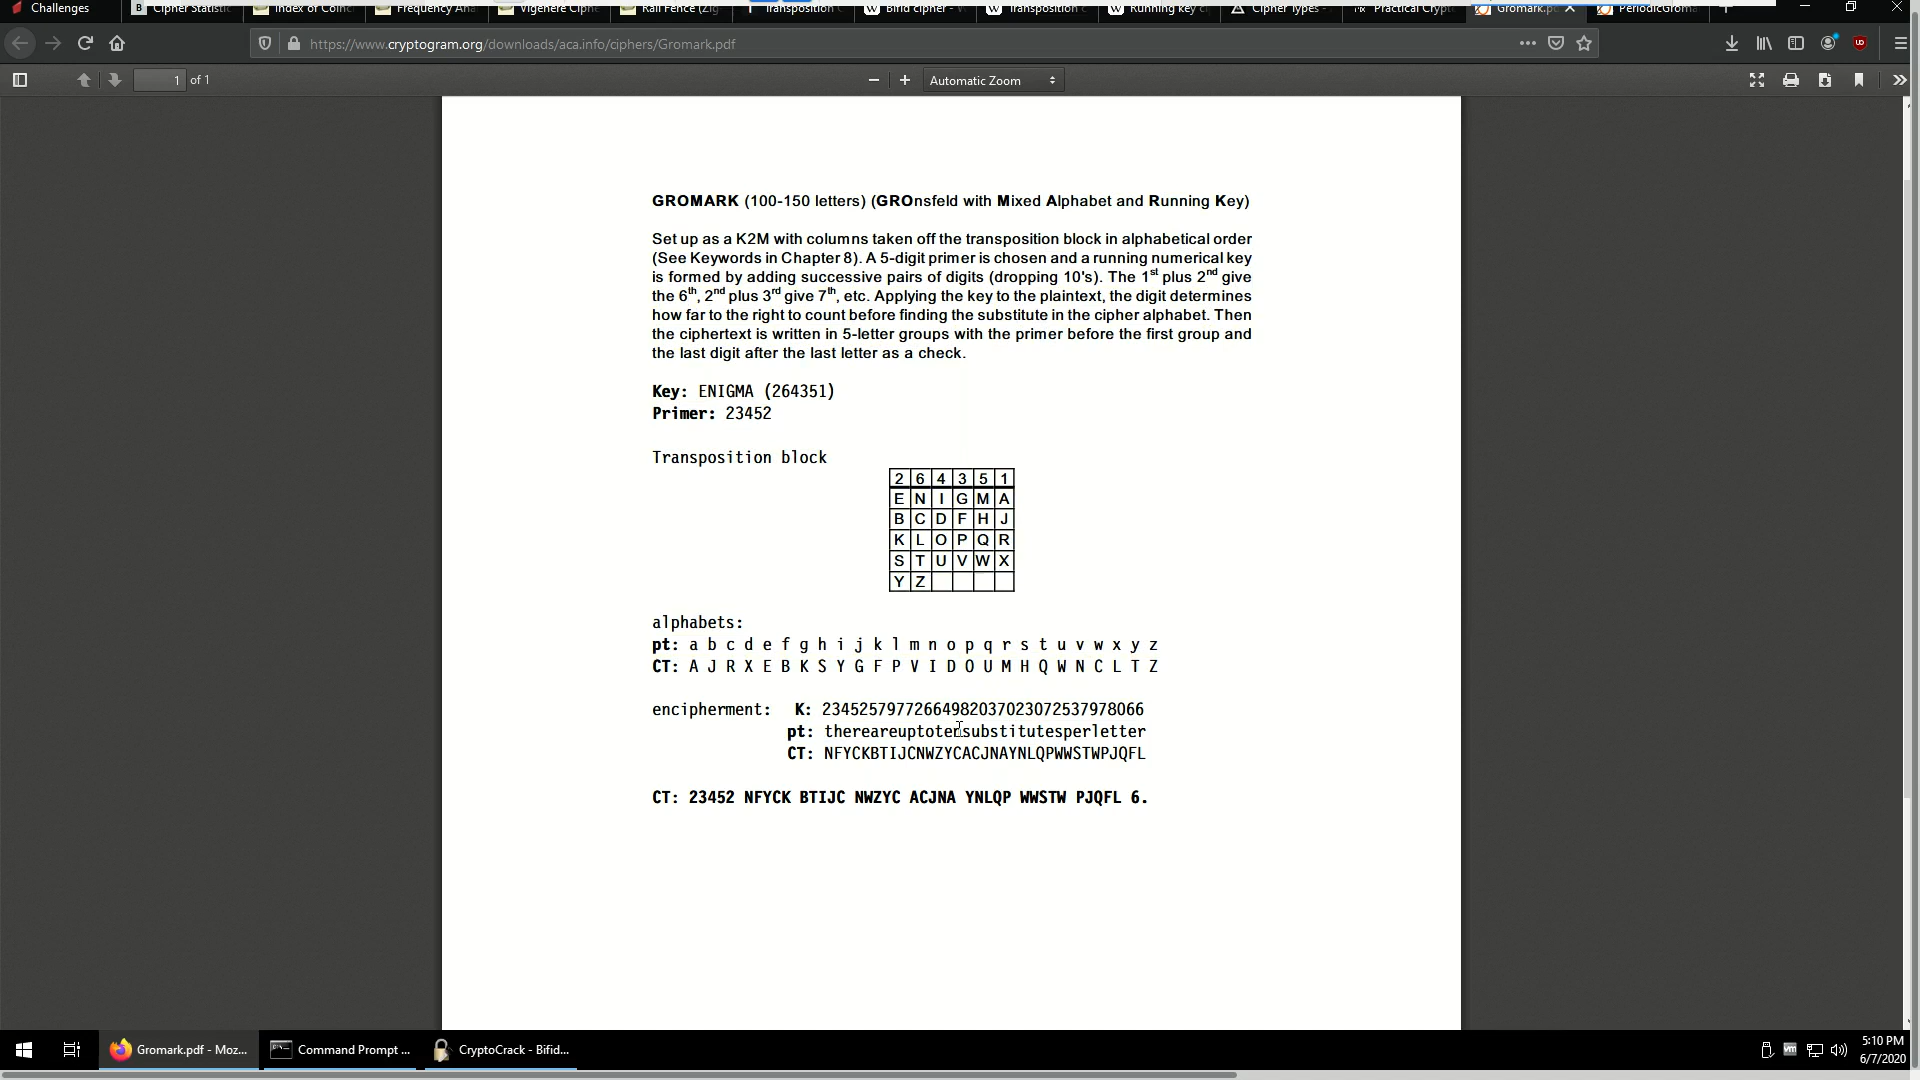 Challenges
Cipher Statist
Index of Coinc
Frequency Ana
Vigenere Ciphe
Rail Fence (Zig
Transposition C
Bifid cipher - W
Transposition c
Running key ci
Cipher Types -
Practical Crypto
Gromark.pd
PeriodicGroma
https://www.cryptogram.org/downloads/aca.info/ciphers/Gromark.pdf
1 of 1
Automatic Zoom
GROMARK (100-150 letters) (GROnsfeld with Mixed Alphabet and Running Key)
Set up as a K2M with columns taken off the transposition block in alphabetical order
(See Keywords in Chapter 8). A 5-digit primer is chosen and a running numerical key
is formed by adding successive pairs of digits (dropping 10's). The 1st plus 2nd give
the 6th, 2nd plus 3rd give 7th, etc. Applying the key to the plaintext, the digit determines
how far to the right to count before finding the substitute in the cipher alphabet. Then
the ciphertext is written in 5-letter groups with the primer before the first group and
the last digit after the last letter as a check.
Key: ENIGMA (264351)
Primer: 23452
Transposition block
2 6 4 3 5 1
E N I G M A
B C D F H J
K L O P Q R
S T U V W X
Y Z
alphabets:
pt: a b c d e f g h i j k l m n o p q r s t u v w x y z
CT: A J R X E B K S Y G F P V I D O U M H Q W N C L T Z
encipherment: K: 23452579772664982037023072537978066
pt: thereareuptotensubstitutesperletter
CT: NFYCKBTIJCNWZYCACJNAYNLQPWWSTWPJQFL
CT: 23452 NFYCK BTIJC NWZYC ACJNA YNLQP WWSTW PJQFL 6.
Gromark.pdf - Moz...
Command Prompt ...
CryptoCrack - Bifid...
5:10 PM
6/7/2020